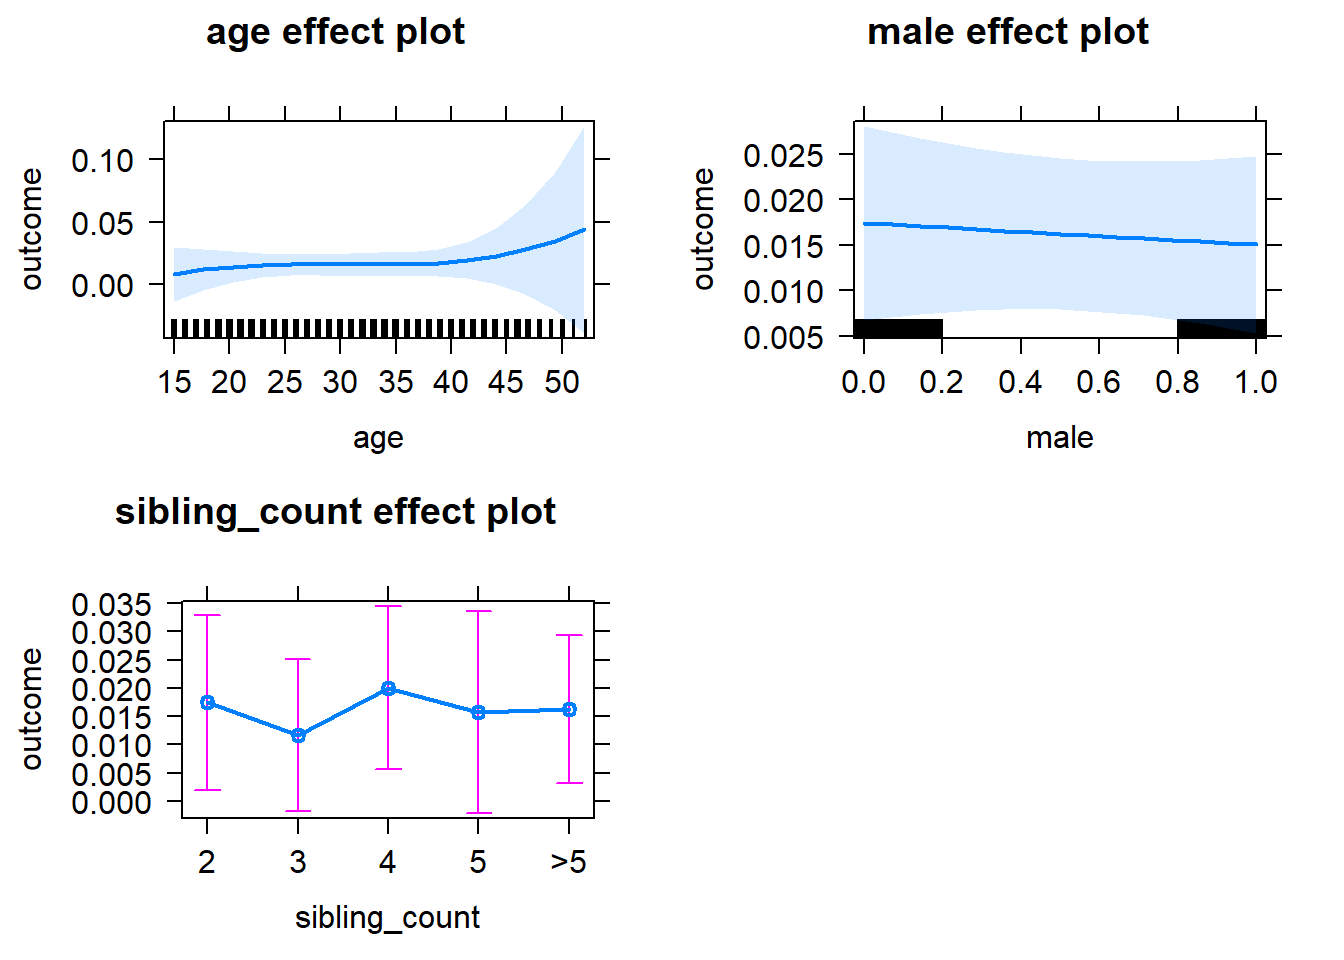 age effect plot
outcome
0.10
0.05
0.00
15 20 25 30 35 40 45 50
age
male effect plot
outcome
0.025
0.020
0.015
0.010
0.005
0.0 0.2 0.4 0.6 0.8 1.0
male
sibling_count effect plot
outcome
0.035
0.030
0.025
0.020
0.015
0.010
0.005
0.000
2 3 4 5 >5
sibling_count